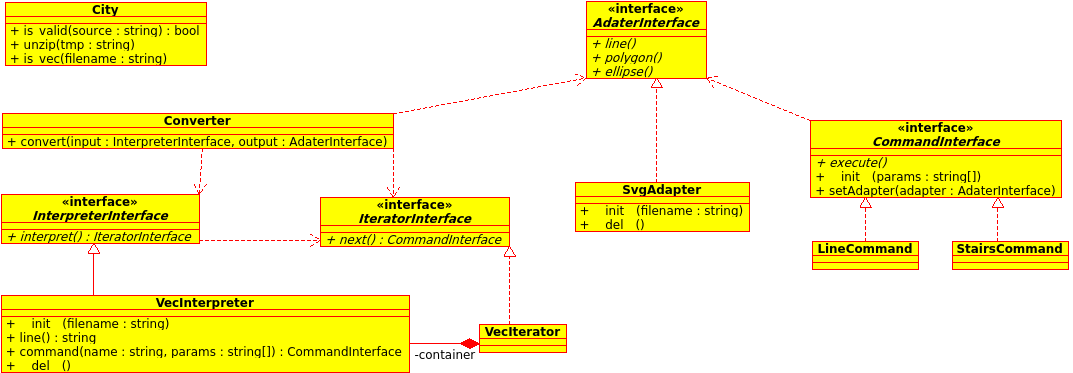 City
+ is_valid(source : string) : bool
+ unzip(tmp : string)
+ is_vec(filename : string)
«interface»
AdaterInterface
+ line()
+ polygon()
+ ellipse()
Converter
+ convert(input : InterpreterInterface, output : AdaterInterface)
«interface»
CommandInterface
+ execute()
+ __init__(params : string[])
+ setAdapter(adapter : AdaterInterface)
«interface»
InterpreterInterface
+ interpret() : IteratorInterface
«interface»
IteratorInterface
+ next() : CommandInterface
SvgAdapter
+ __init__(filename : string)
+ __del__()
LineCommand
StairsCommand
VecInterpreter
+ __init__(filename : string)
+ line() : string
+ command(name : string, params : string[]) : CommandInterface
+ __del__()
-container
VecIterator